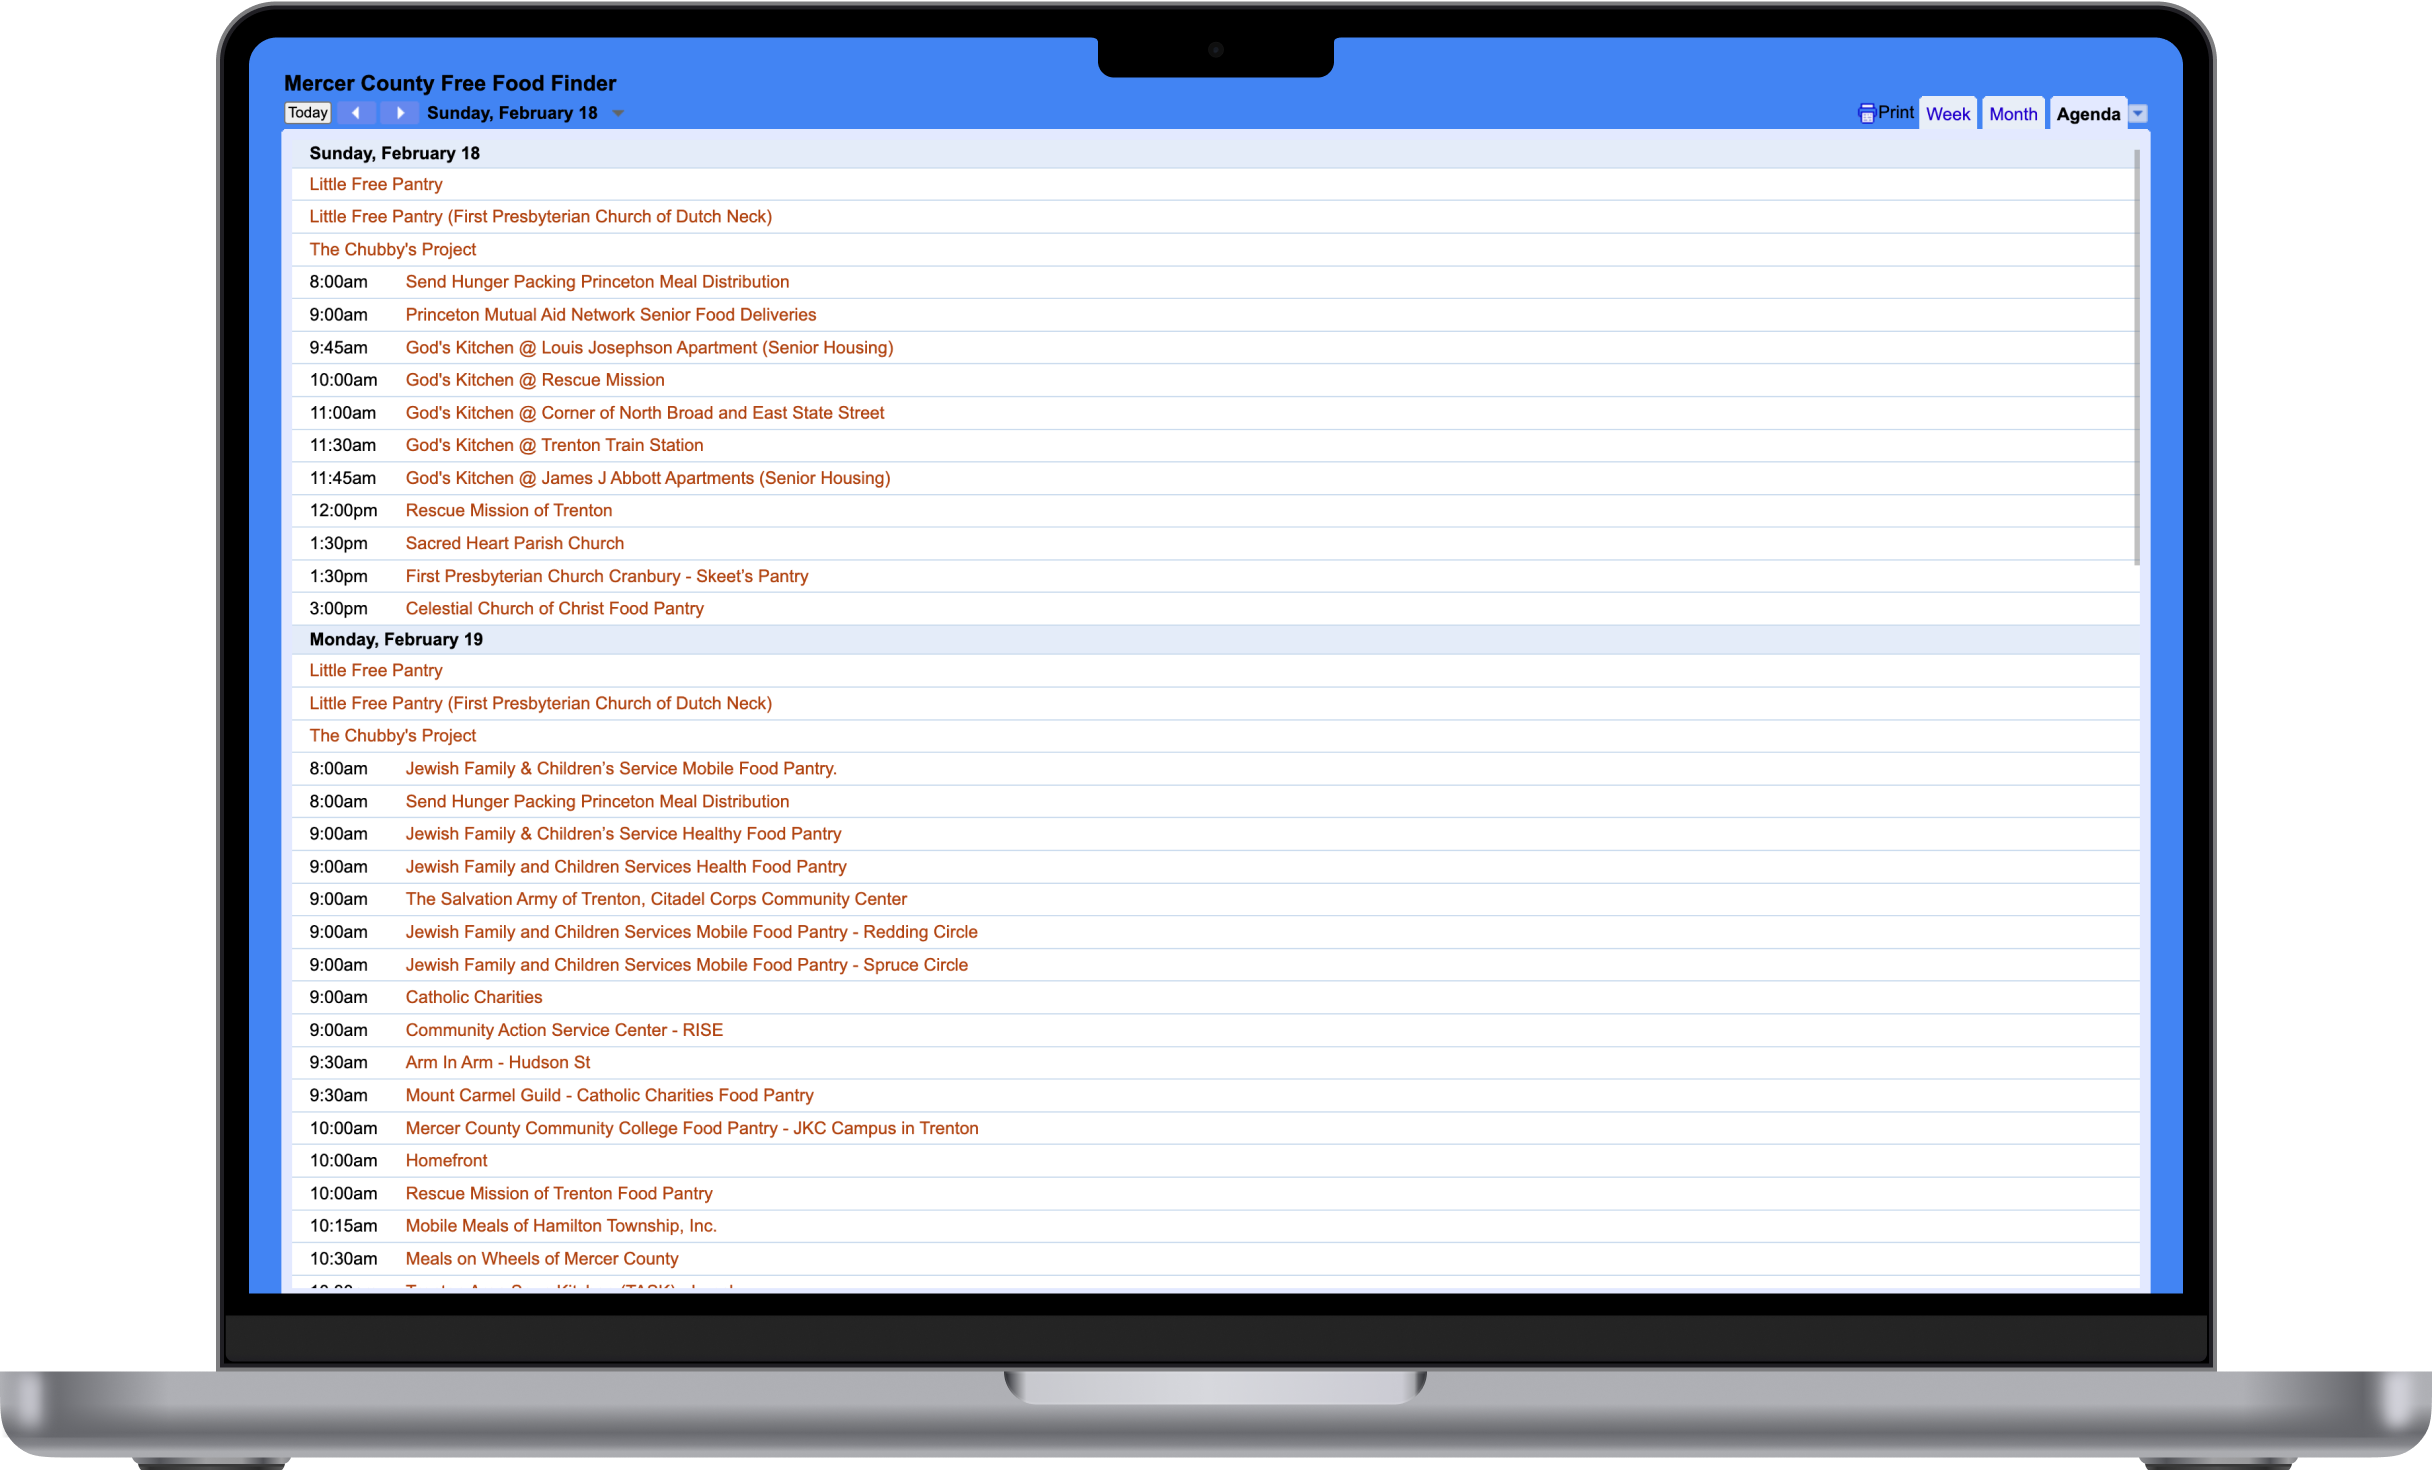 Mercer County Free Food Finder
Today Sunday, February 18 Print Week Month Agenda
Sunday, February 18
Little Free Pantry
Little Free Pantry (First Presbyterian Church of Dutch Neck)
The Chubby's Project
8:00am Send Hunger Packing Princeton Meal Distribution
9:00am Princeton Mutual Aid Network Senior Food Deliveries
9:45am God's Kitchen @ Louis Josephson Apartment (Senior Housing)
10:00am God's Kitchen @ Rescue Mission
11:00am God's Kitchen @ Corner of North Broad and East State Street
11:30am God's Kitchen @ Trenton Train Station
11:45am God's Kitchen @ James J Abbott Apartments (Senior Housing)
12:00pm Rescue Mission of Trenton
1:30pm Sacred Heart Parish Church
1:30pm First Presbyterian Church Cranbury - Skeet’s Pantry
3:00pm Celestial Church of Christ Food Pantry
Monday, February 19
Little Free Pantry
Little Free Pantry (First Presbyterian Church of Dutch Neck)
The Chubby's Project
8:00am Jewish Family & Children’s Service Mobile Food Pantry.
8:00am Send Hunger Packing Princeton Meal Distribution
9:00am Jewish Family & Children’s Service Healthy Food Pantry
9:00am Jewish Family and Children Services Health Food Pantry
9:00am The Salvation Army of Trenton, Citadel Corps Community Center
9:00am Jewish Family and Children Services Mobile Food Pantry - Redding Circle
9:00am Jewish Family and Children Services Mobile Food Pantry - Spruce Circle
9:00am Catholic Charities
9:00am Community Action Service Center - RISE
9:30am Arm In Arm - Hudson St
9:30am Mount Carmel Guild - Catholic Charities Food Pantry
10:00am Mercer County Community College Food Pantry - JKC Campus in Trenton
10:00am Homefront
10:00am Rescue Mission of Trenton Food Pantry
10:15am Mobile Meals of Hamilton Township, Inc.
10:30am Meals on Wheels of Mercer County